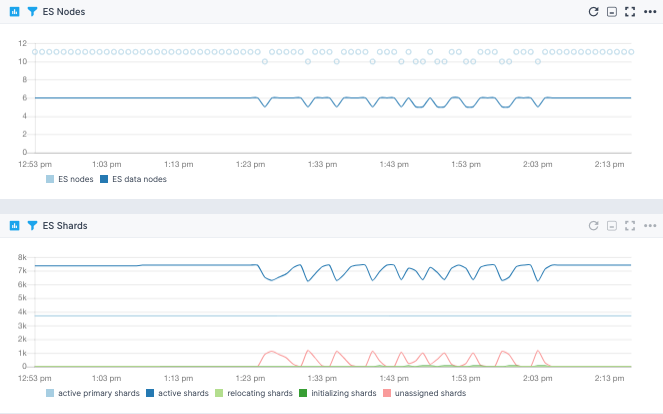 ES Nodes
12
10
8
6
4
2
0
12:53 pm 1:03 pm 1:13 pm 1:23 pm 1:33 pm 1:43 pm 1:53 pm 2:03 pm 2:13 pm
ES nodes ES data nodes
ES Shards
8k
7k
6k
5k
4k
3k
2k
1k
0
12:53 pm 1:03 pm 1:13 pm 1:23 pm 1:33 pm 1:43 pm 1:53 pm 2:03 pm 2:13 pm
active primary shards active shards relocating shards initializing shards unassigned shards